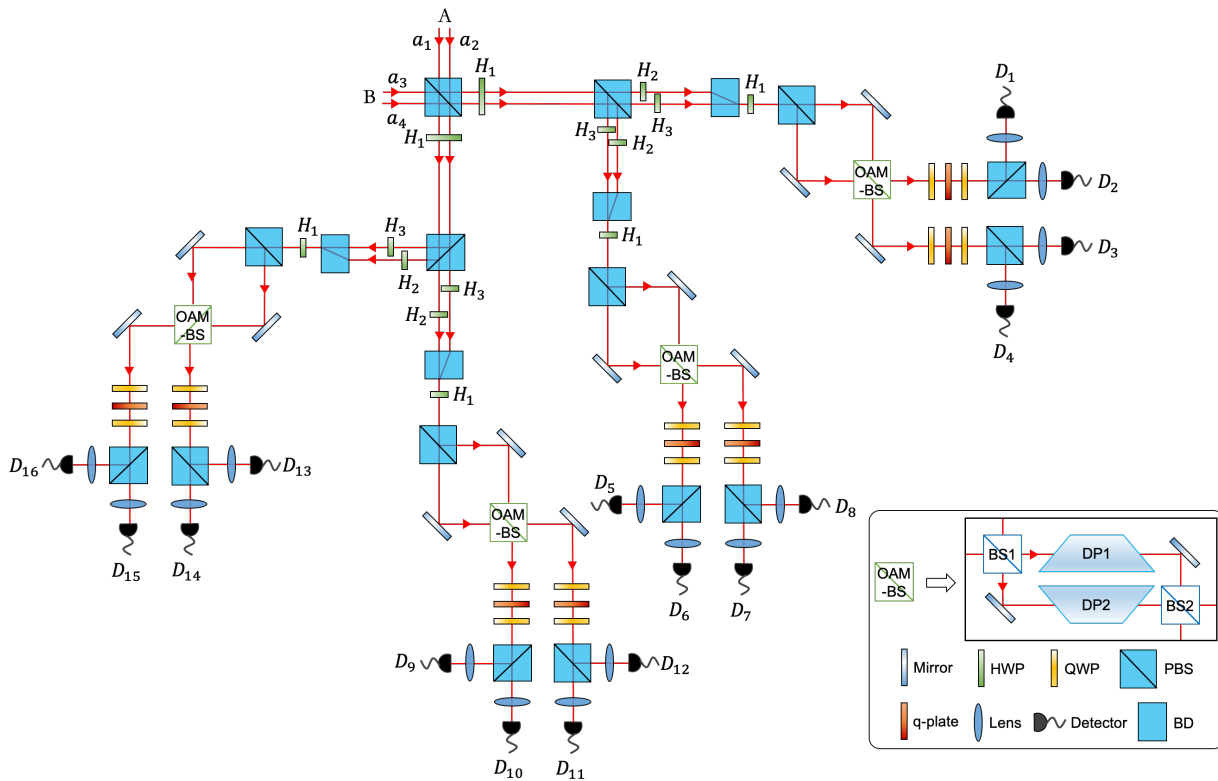 A
a₁ a₂
a₃ H₁ H₂ H₁ D₁
B
a₄ H₃
H₁ H₃ H₂
OAM
-BS
D₂
H₁ H₃ H₁ D₃
H₂
H₃
H₂
D₄
OAM
-BS
OAM
-BS
H₁
D₁₆ D₁₃
D₅ D₈
OAM
-BS
D₁₅ D₁₄
D₆ D₇
D₉ D₁₂
D₁₀ D₁₁
OAM
-BS
BS1 DP1
DP2 BS2
Mirror HWP QWP PBS
q-plate Lens Detector BD